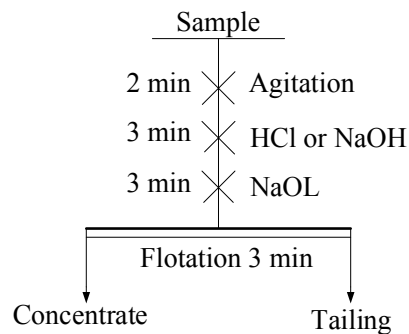 Sample
2 min Agitation
3 min HCl or NaOH
3 min NaOL
Flotation 3 min
Concentrate Tailing